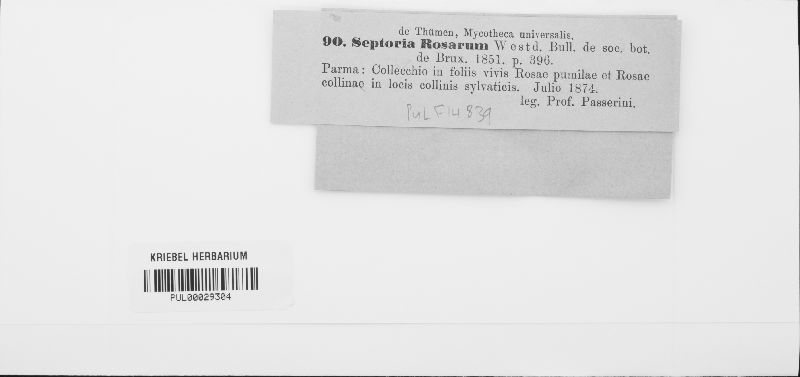 de Thümen, Mycotheca universalis.
90. Septoria Rosarum Westd. Bull. de soc. bot.
de Brux. 1851. p. 396.
Parma: Collecchio in foliis vivis Rosae pumilae et Rosae
collinae in locis collinis sylvaticis. Julio 1874.
leg. Prof. Passerini.
PUL F14839
KRIEBEL HERBARIUM
PUL00029304